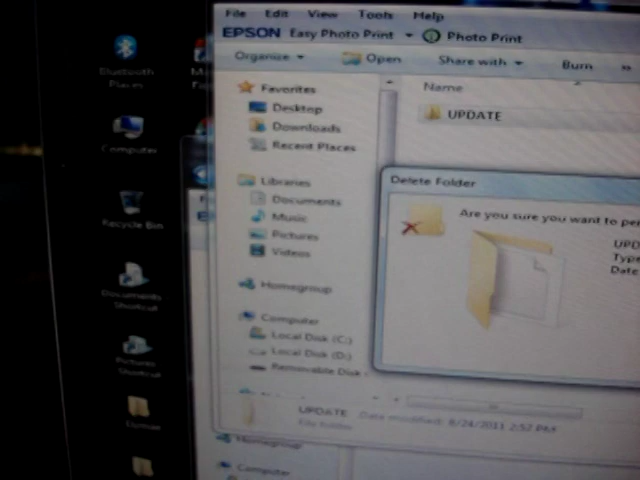 File Edit View Tools Help
EPSON Easy Photo Print Photo Print
Organize Open Share with Burn »
Name
Favorites
Desktop
Downloads
Recent Places
UPDATE
Libraries
Documents
Music
Pictures
Videos
Homegroup
Computer
Local Disk (C:)
Local Disk (D:)
Removable Disk
Delete Folder
Are you sure you want to per
UPD
Type
Date
UPDATE Date modified: 8/24/2011 2:57 PM
File folder
Homegroup
Computer
Bluetooth
Places
Computer
Recycle Bin
Documents
Shortcut
Pictures
Shortcut